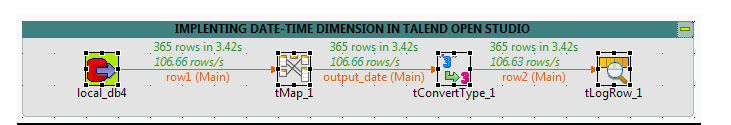 IMPLENTING DATE-TIME DIMENSION IN TALEND OPEN STUDIO
365 rows in 3.42s 365 rows in 3.42s 365 rows in 3.42s
106.66 rows/s 106.66 rows/s 106.63 rows/s
row1 (Main) output_date (Main) row2 (Main)
local_db4 tMap_1 tConvertType_1 tLogRow_1